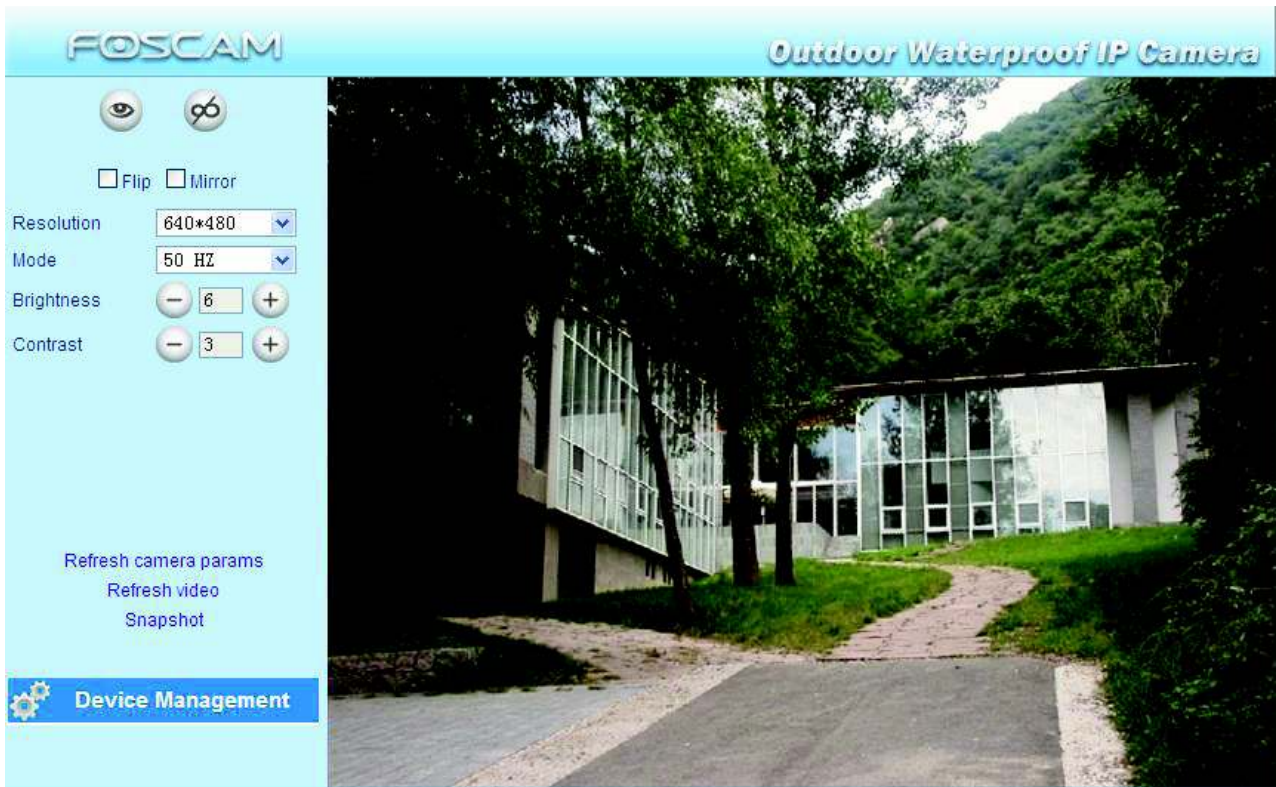 FOSCAM
Outdoor Waterproof IP Camera
Flip Mirror
Resolution 640*480
Mode 50 HZ
Brightness 6
Contrast 3
Refresh camera params
Refresh video
Snapshot
Device Management